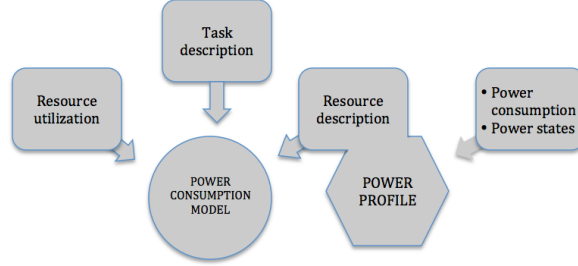 Task
description
Resource
utilization
Resource
description
• Power
consumption
• Power states
POWER
CONSUMPTION
MODEL
POWER
PROFILE